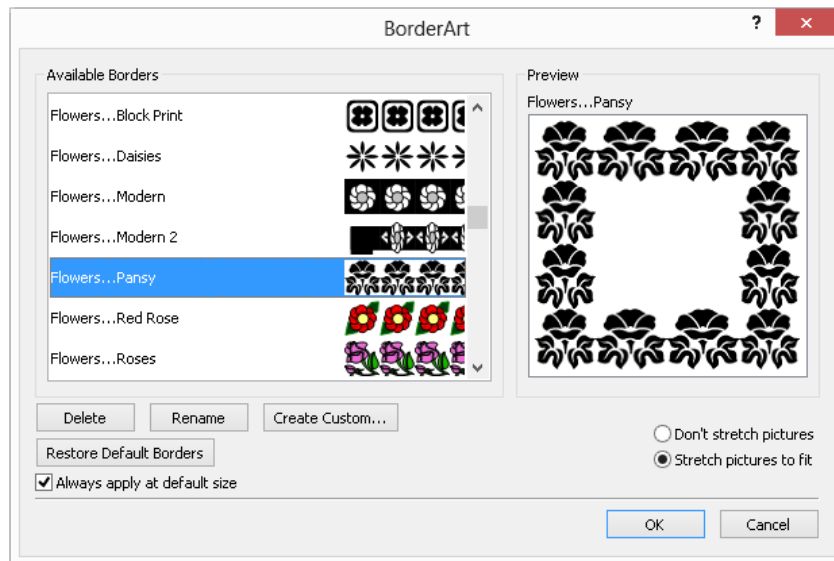 BorderArt
?
Available Borders
Flowers...Block Print
Flowers...Daisies
Flowers...Modern
Flowers...Modern 2
Flowers...Pansy
Flowers...Red Rose
Flowers...Roses
Delete
Rename
Create Custom...
Restore Default Borders
Always apply at default size
Preview
Flowers...Pansy
Don't stretch pictures
Stretch pictures to fit
OK
Cancel